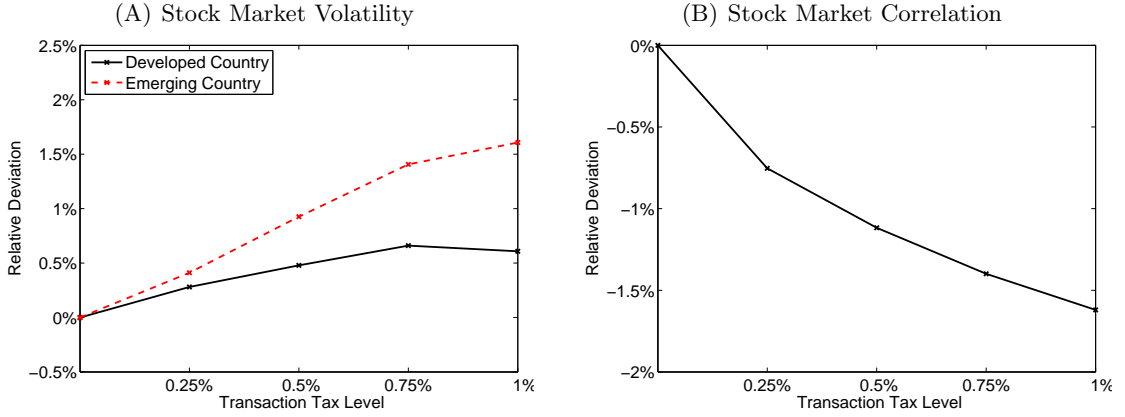 (A) Stock Market Volatility
2.5%
2%
1.5%
1%
0.5%
0%
−0.5%
Relative Deviation
Developed Country
Emerging Country
0.25%
0.5%
0.75%
1%
Transaction Tax Level
(B) Stock Market Correlation
0%
−0.5%
−1%
−1.5%
−2%
Relative Deviation
0.25%
0.5%
0.75%
1%
Transaction Tax Level